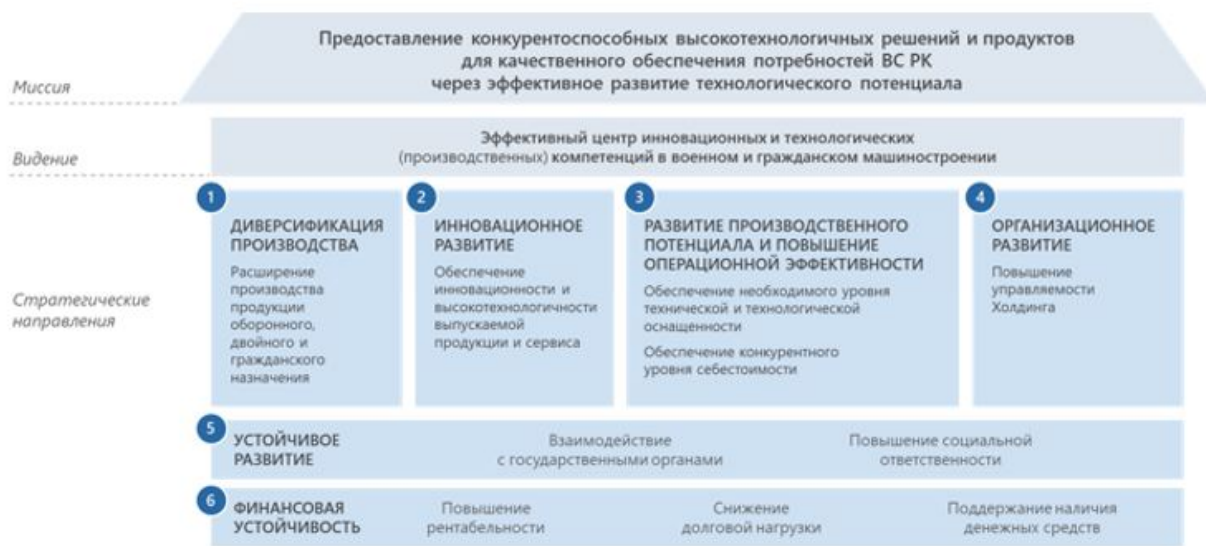 Миссия
Предоставление конкурентоспособных высокотехнологичных решений и продуктов
для качественного обеспечения потребностей ВС РК
через эффективное развитие технологического потенциала
Видение
Эффективный центр инновационных и технологических
(производственных) компетенций в военном и гражданском машиностроении
Стратегические
направления
1
ДИВЕРСИФИКАЦИЯ
ПРОИЗВОДСТВА
Расширение
производства
продукции
оборонного,
двойного и
гражданского
назначения
2
ИННОВАЦИОННОЕ
РАЗВИТИЕ
Обеспечение
инновационности и
высокотехнологичности
выпускаемой
продукции и сервиса
3
РАЗВИТИЕ ПРОИЗВОДСТВЕННОГО
ПОТЕНЦИАЛА И ПОВЫШЕНИЕ
ОПЕРАЦИОННОЙ ЭФФЕКТИВНОСТИ
Обеспечение необходимого уровня
технической и технологической
оснащенности
Обеспечение конкурентного
уровня себестоимости
4
ОРГАНИЗАЦИОННОЕ
РАЗВИТИЕ
Повышение
управляемости
Холдинга
5
УСТОЙЧИВОЕ
РАЗВИТИЕ
Взаимодействие
с государственными органами
Повышение социальной
ответственности
6
ФИНАНСОВАЯ
УСТОЙЧИВОСТЬ
Повышение
рентабельности
Снижение
долговой нагрузки
Поддержание наличия
денежных средств